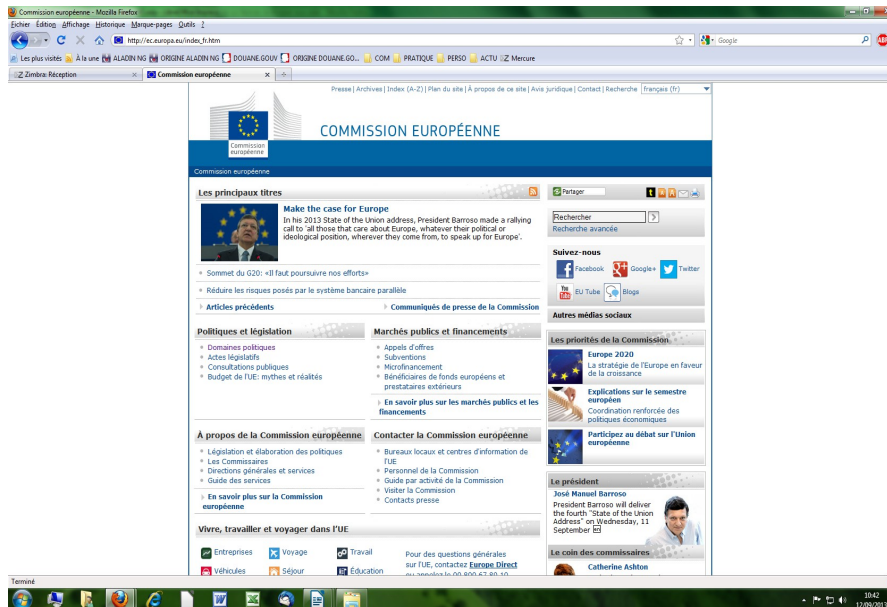 Commission européenne - Mozilla Firefox
Fichier Édition Affichage Historique Marque-pages Outils ?
http://ec.europa.eu/index_fr.htm
Google
ABP
Les plus visités À la une ALADIN NG ORIGINE ALADIN NG DOUANE.GOUV ORIGINE DOUANE.GO... COM PRATIQUE PERSO ACTU Mercure
Zimbra: Réception Commission européenne
Presse | Archives | Index (A-Z) | Plan du site | À propos de ce site | Avis juridique | Contact | Recherche français (fr)
Commission
européenne
COMMISSION EUROPÉENNE
Commission européenne
Les principaux titres
Make the case for Europe
In his 2013 State of the Union address, President Barroso made a rallying
call to 'all those that care about Europe, whatever their political or
ideological position, wherever they come from, to speak up for Europe'.
Sommet du G20: «Il faut poursuivre nos efforts»
Réduire les risques posés par le système bancaire parallèle
Articles précédents
Communiqués de presse de la Commission
Politiques et législation
Domaines politiques
Actes législatifs
Consultations publiques
Budget de l'UE: mythes et réalités
Marchés publics et financements
Appels d'offres
Subventions
Microfinancement
Bénéficiaires de fonds européens et
prestataires extérieurs
En savoir plus sur les marchés publics et les
financements
À propos de la Commission européenne
Législation et élaboration des politiques
Les Commissaires
Directions générales et services
Guide des services
En savoir plus sur la Commission
européenne
Contacter la Commission européenne
Bureaux locaux et centres d'information de
l'UE
Personnel de la Commission
Guide par activité de la Commission
Visiter la Commission
Contacts presse
Vivre, travailler et voyager dans l'UE
Entreprises Voyage Travail
Véhicules Séjour Éducation
Pour des questions générales
sur l'UE, contactez Europe Direct
ou appelez le 00 800 67 89 10
Partager
Rechercher
Recherche avancée
Suivez-nous
Facebook Google+ Twitter
You
Tube
EU Tube Blogs
Autres médias sociaux
Les priorités de la Commission
Europe 2020
La stratégie de l'Europe en faveur
de la croissance
Explications sur le semestre
européen
Coordination renforcée des
politiques économiques
Participez au débat sur l'Union
européenne
Le président
José Manuel Barroso
President Barroso will deliver
the fourth "State of the Union
Address" on Wednesday, 11
September en
Le coin des commissaires
Catherine Ashton
Terminé
10:42
12/09/2013